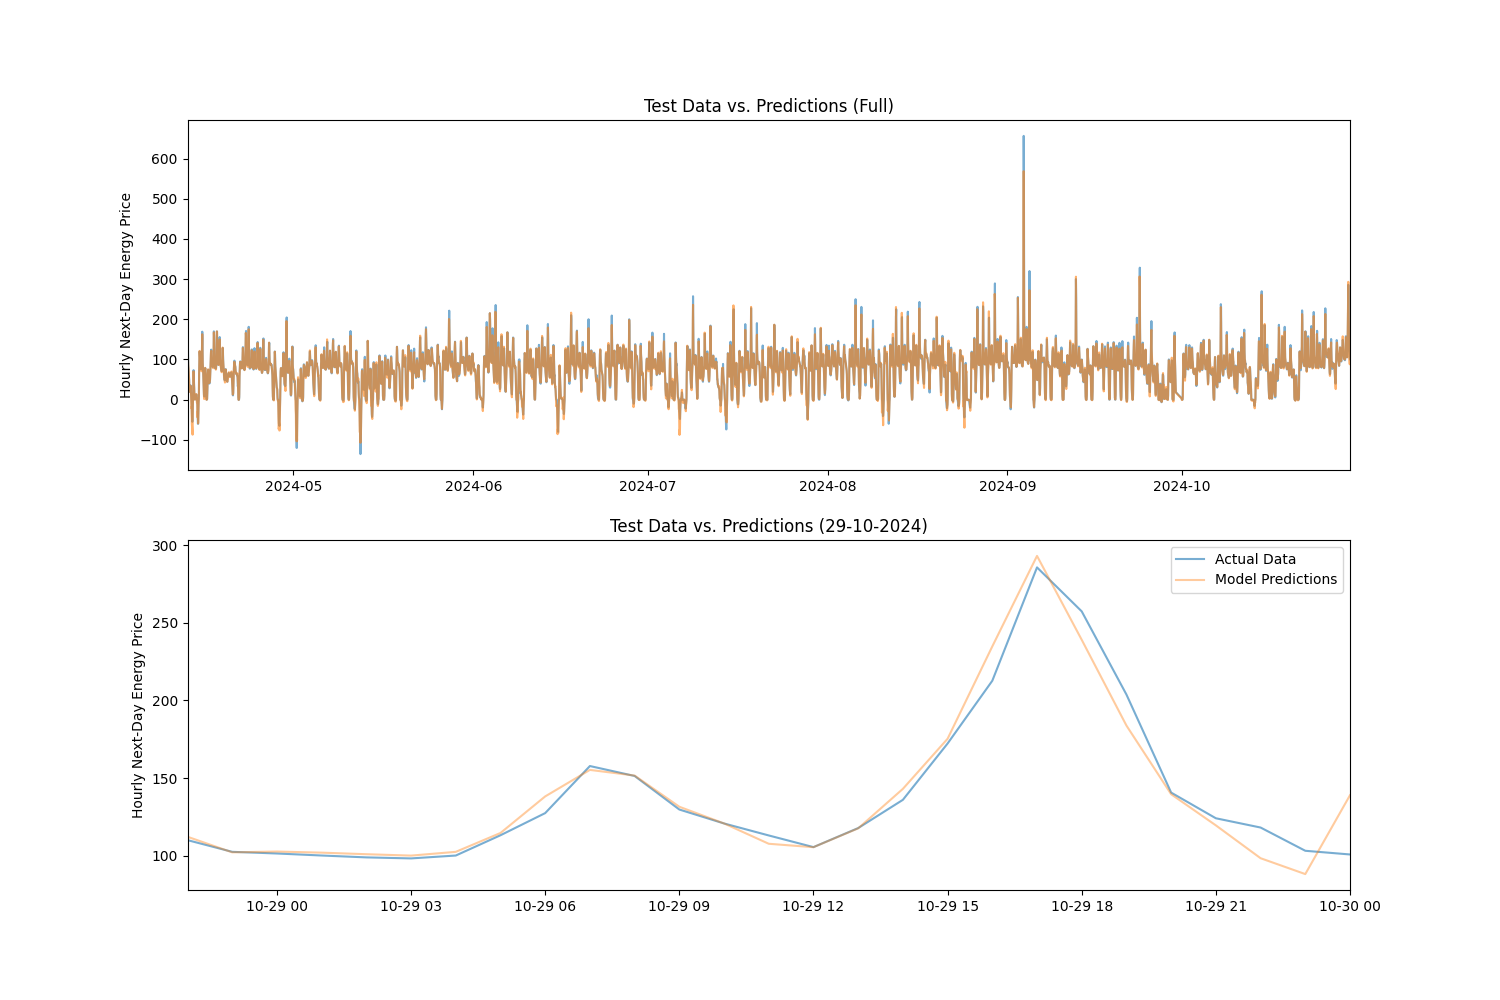 Test Data vs. Predictions (Full)
Hourly Next-Day Energy Price
600
500
400
300
200
100
0
−100
2024-05 2024-06 2024-07 2024-08 2024-09 2024-10
Test Data vs. Predictions (29-10-2024)
Hourly Next-Day Energy Price
300
250
200
150
100
Actual Data
Model Predictions
10-29 00 10-29 03 10-29 06 10-29 09 10-29 12 10-29 15 10-29 18 10-29 21 10-30 00